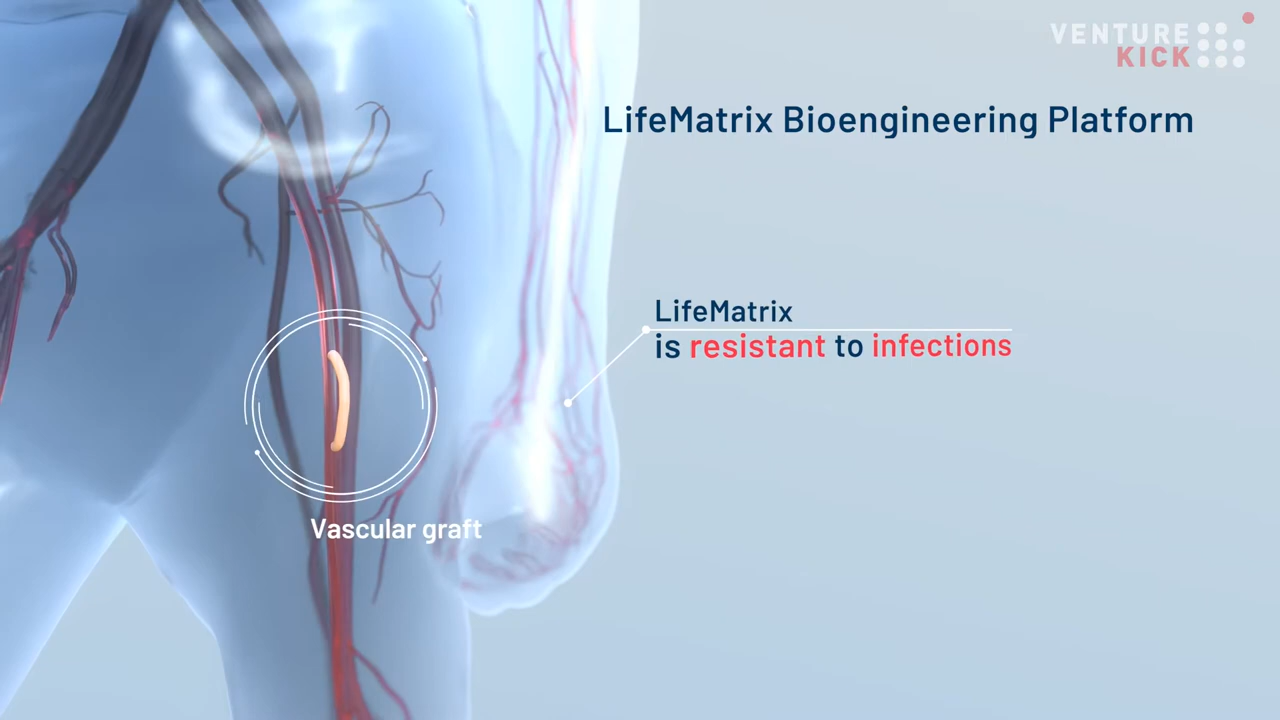 VENTURE
KICK
LifeMatrix Bioengineering Platform
LifeMatrix
is resistant to infections
Vascular graft